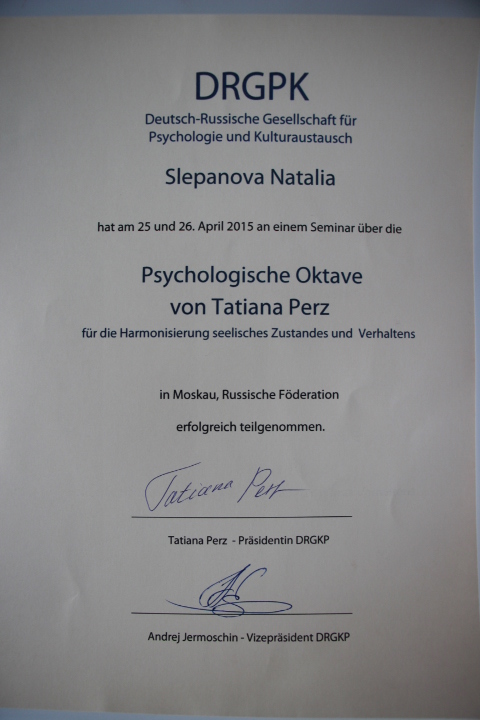 DRGPK
Deutsch-Russische Gesellschaft für
Psychologie und Kulturaustausch
Slepanova Natalia
hat am 25 und 26. April 2015 an einem Seminar über die
Psychologische Oktave
von Tatiana Perz
für die Harmonisierung seelisches Zustandes und Verhaltens
in Moskau, Russische Föderation
erfolgreich teilgenommen.
Tatiana Perz
Tatiana Perz - Präsidentin DRGKP
Andrej Jermoschin - Vizepräsident DRGKP